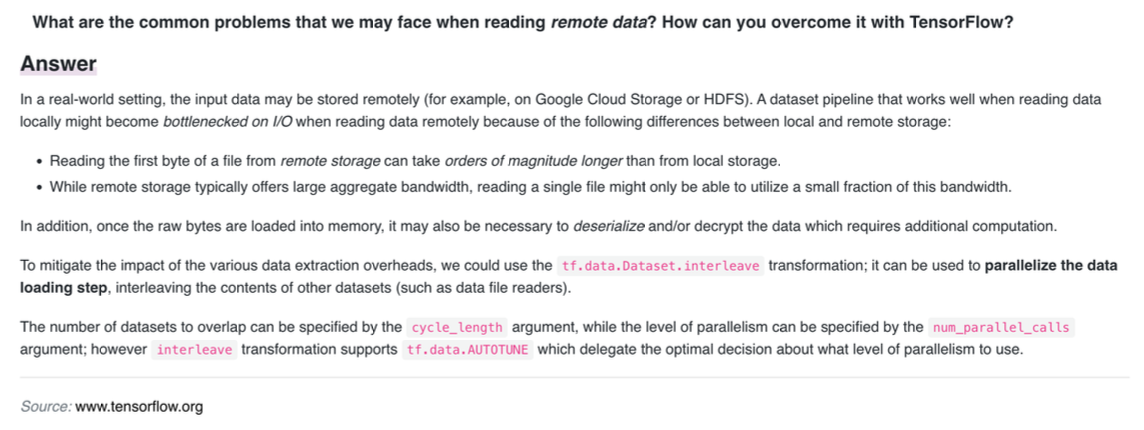 What are the common problems that we may face when reading remote data? How can you overcome it with TensorFlow?
Answer
In a real-world setting, the input data may be stored remotely (for example, on Google Cloud Storage or HDFS). A dataset pipeline that works well when reading data
locally might become bottlenecked on I/O when reading data remotely because of the following differences between local and remote storage:
• Reading the first byte of a file from remote storage can take orders of magnitude longer than from local storage.
• While remote storage typically offers large aggregate bandwidth, reading a single file might only be able to utilize a small fraction of this bandwidth.
In addition, once the raw bytes are loaded into memory, it may also be necessary to deserialize and/or decrypt the data which requires additional computation.
To mitigate the impact of the various data extraction overheads, we could use the tf.data.Dataset.interleave transformation; it can be used to parallelize the data
loading step, interleaving the contents of other datasets (such as data file readers).
The number of datasets to overlap can be specified by the cycle_length argument, while the level of parallelism can be specified by the num_parallel_calls
argument; however interleave transformation supports tf.data.AUTOTUNE which delegate the optimal decision about what level of parallelism to use.
Source: www.tensorflow.org